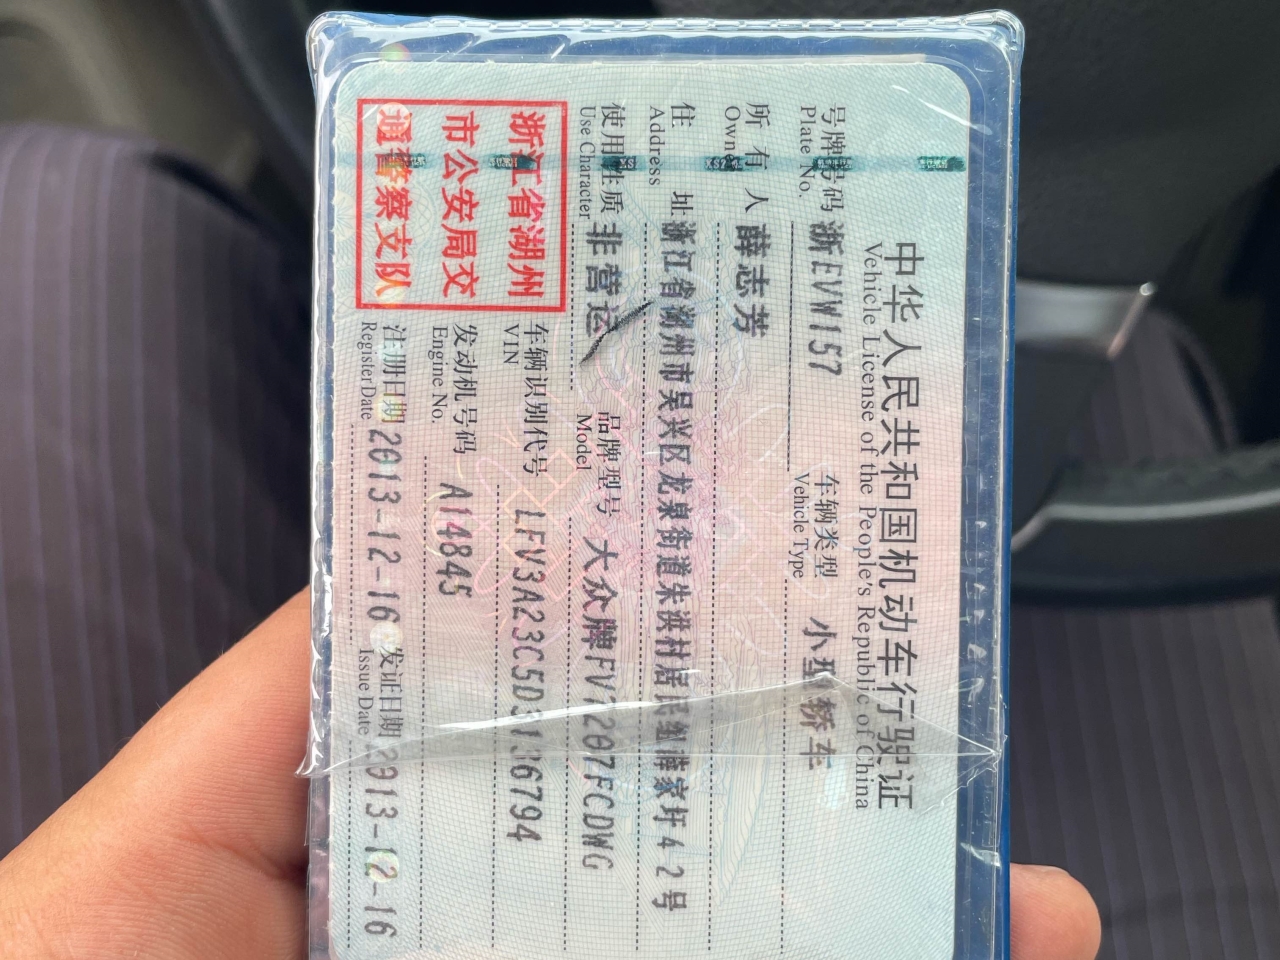 中华人民共和国机动车行驶证
Vehicle License of the People's Republic of China
号牌号码 浙EVW157 车辆类型 小型轿车
Plate No. Vehicle Type
所有人 薛志芳
Owner
住址 浙江省湖州市吴兴区龙泉街道朱渎村居民组薛家圩42号
Address
使用性质 非营运 品牌型号 大众牌FV7207FCDWG
Use Character Model
浙江省湖州
市公安局交
通警察支队
车辆识别代号 LFV3A23C5D3136794
VIN
发动机号码 A14845
Engine No.
注册日期 2013-12-16 发证日期 2013-12-16
Register Date Issue Date